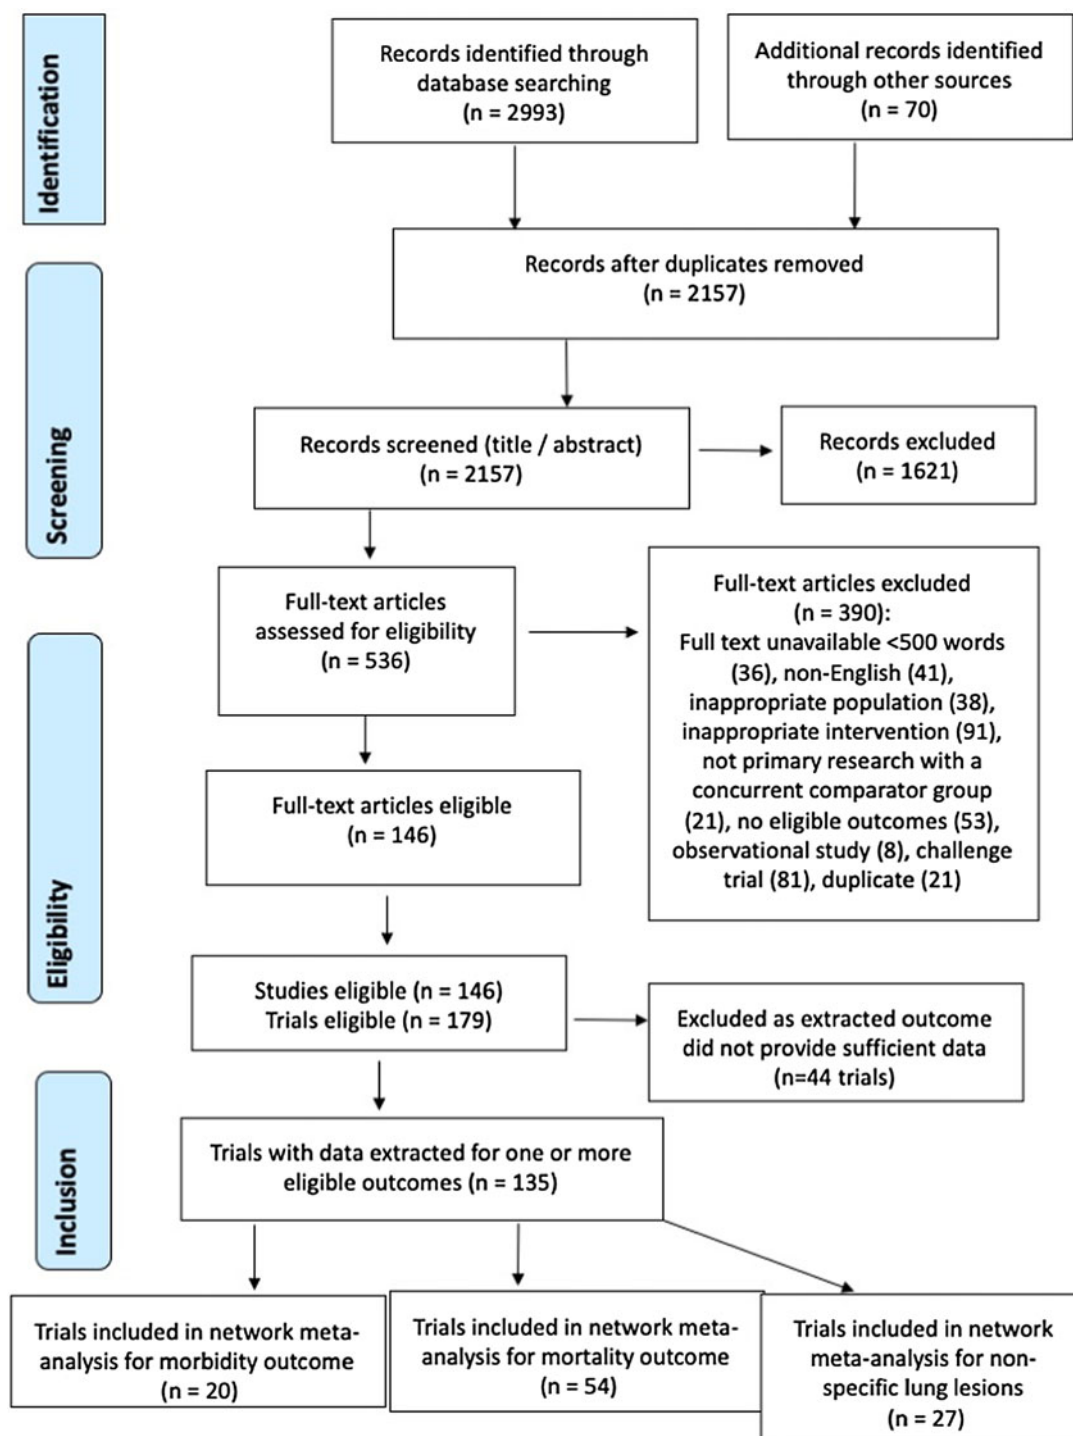 Identification
Records identified through
database searching
(n = 2993)
Additional records identified
through other sources
(n = 70)
Records after duplicates removed
(n = 2157)
Screening
Records screened (title / abstract)
(n = 2157)
Records excluded
(n = 1621)
Full-text articles
assessed for eligibility
(n = 536)
Full-text articles excluded
(n = 390):
Full text unavailable <500 words
(36), non-English (41),
inappropriate population (38),
inappropriate intervention (91),
not primary research with a
concurrent comparator group
(21), no eligible outcomes (53),
observational study (8), challenge
trial (81), duplicate (21)
Eligibility
Full-text articles eligible
(n = 146)
Studies eligible (n = 146)
Trials eligible (n = 179)
Excluded as extracted outcome
did not provide sufficient data
(n=44 trials)
Inclusion
Trials with data extracted for one or more
eligible outcomes (n = 135)
Trials included in network meta-
analysis for morbidity outcome
(n = 20)
Trials included in network meta-
analysis for mortality outcome
(n = 54)
Trials included in network
meta-analysis for non-
specific lung lesions
(n = 27)